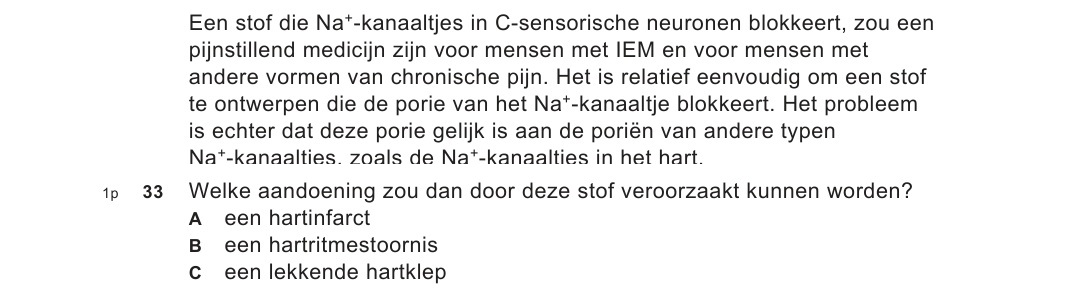 Een stof die Na⁺-kanaaltjes in C-sensorische neuronen blokkeert, zou een
pijnstillend medicijn zijn voor mensen met IEM en voor mensen met
andere vormen van chronische pijn. Het is relatief eenvoudig om een stof
te ontwerpen die de porie van het Na⁺-kanaaltje blokkeert. Het probleem
is echter dat deze porie gelijk is aan de poriën van andere typen
Na⁺-kanaaltjes, zoals de Na⁺-kanaaltjes in het hart.
1p 33 Welke aandoening zou dan door deze stof veroorzaakt kunnen worden?
A een hartinfarct
B een hartritmestoornis
C een lekkende hartklep